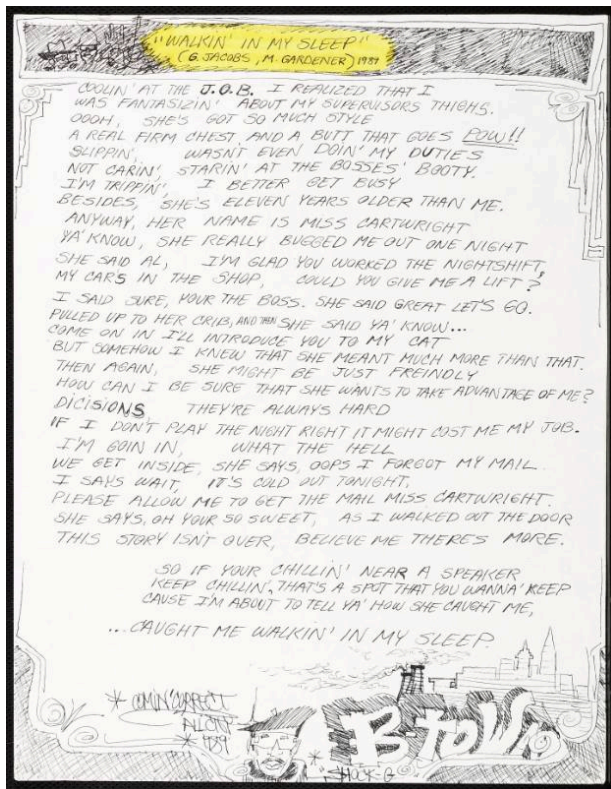 "WALKIN' IN MY SLEEP"
(G. JACOBS, M. GARDENER) 1989
COOLIN' AT THE J.O.B. I REALIZED THAT I
WAS FANTASIZIN' ABOUT MY SUPERVISORS THIGHS.
OOOH, SHE'S GOT SO MUCH STYLE
A REAL FIRM CHEST AND A BUTT THAT GOES POW!!
SLIPPIN', WASN'T EVEN DOIN' MY DUTIES
NOT CARIN', STARIN' AT THE BOSSES' BOOTY.
I'M TRIPPIN', I BETTER GET BUSY
BESIDES, SHE'S ELEVEN YEARS OLDER THAN ME.
ANYWAY, HER NAME IS MISS CARTWRIGHT
YA' KNOW, SHE REALLY BUGGED ME OUT ONE NIGHT
SHE SAID AL, I'M GLAD YOU WORKED THE NIGHTSHIFT,
MY CARS IN THE SHOP, COULD YOU GIVE ME A LIFT?
I SAID SURE, YOUR THE BOSS. SHE SAID GREAT LET'S GO.
PULLED UP TO HER CRIB, AND THEN SHE SAID YA' KNOW...
COME ON IN I'LL INTRODUCE YOU TO MY CAT
BUT SOMEHOW I KNEW THAT SHE MEANT MUCH MORE THAN THAT.
THEN AGAIN, SHE MIGHT BE JUST FREINDLY
HOW CAN I BE SURE THAT SHE WANTS TO TAKE ADVANTAGE OF ME?
DICISIONS THEY'RE ALWAYS HARD
IF I DON'T PLAY THE NIGHT RIGHT IT MIGHT COST ME MY JOB.
I'M GOIN IN, WHAT THE HELL
WE GET INSIDE, SHE SAYS, OOPS I FORGOT MY MAIL.
I SAYS WAIT, IT'S COLD OUT TONIGHT,
PLEASE ALLOW ME TO GET THE MAIL MISS CARTWRIGHT.
SHE SAYS, OH YOUR SO SWEET, AS I WALKED OUT THE DOOR
THIS STORY ISN'T OVER, BELIEVE ME THERES MORE.
SO IF YOUR CHILLIN' NEAR A SPEAKER
KEEP CHILLIN', THAT'S A SPOT THAT YOU WANNA' KEEP
CAUSE I'M ABOUT TO TELL YA' HOW SHE CAUGHT ME,
...CAUGHT ME WALKIN' IN MY SLEEP.
* COMIN' CORRECT
* '89
B-TOWN
* SHOCK-G